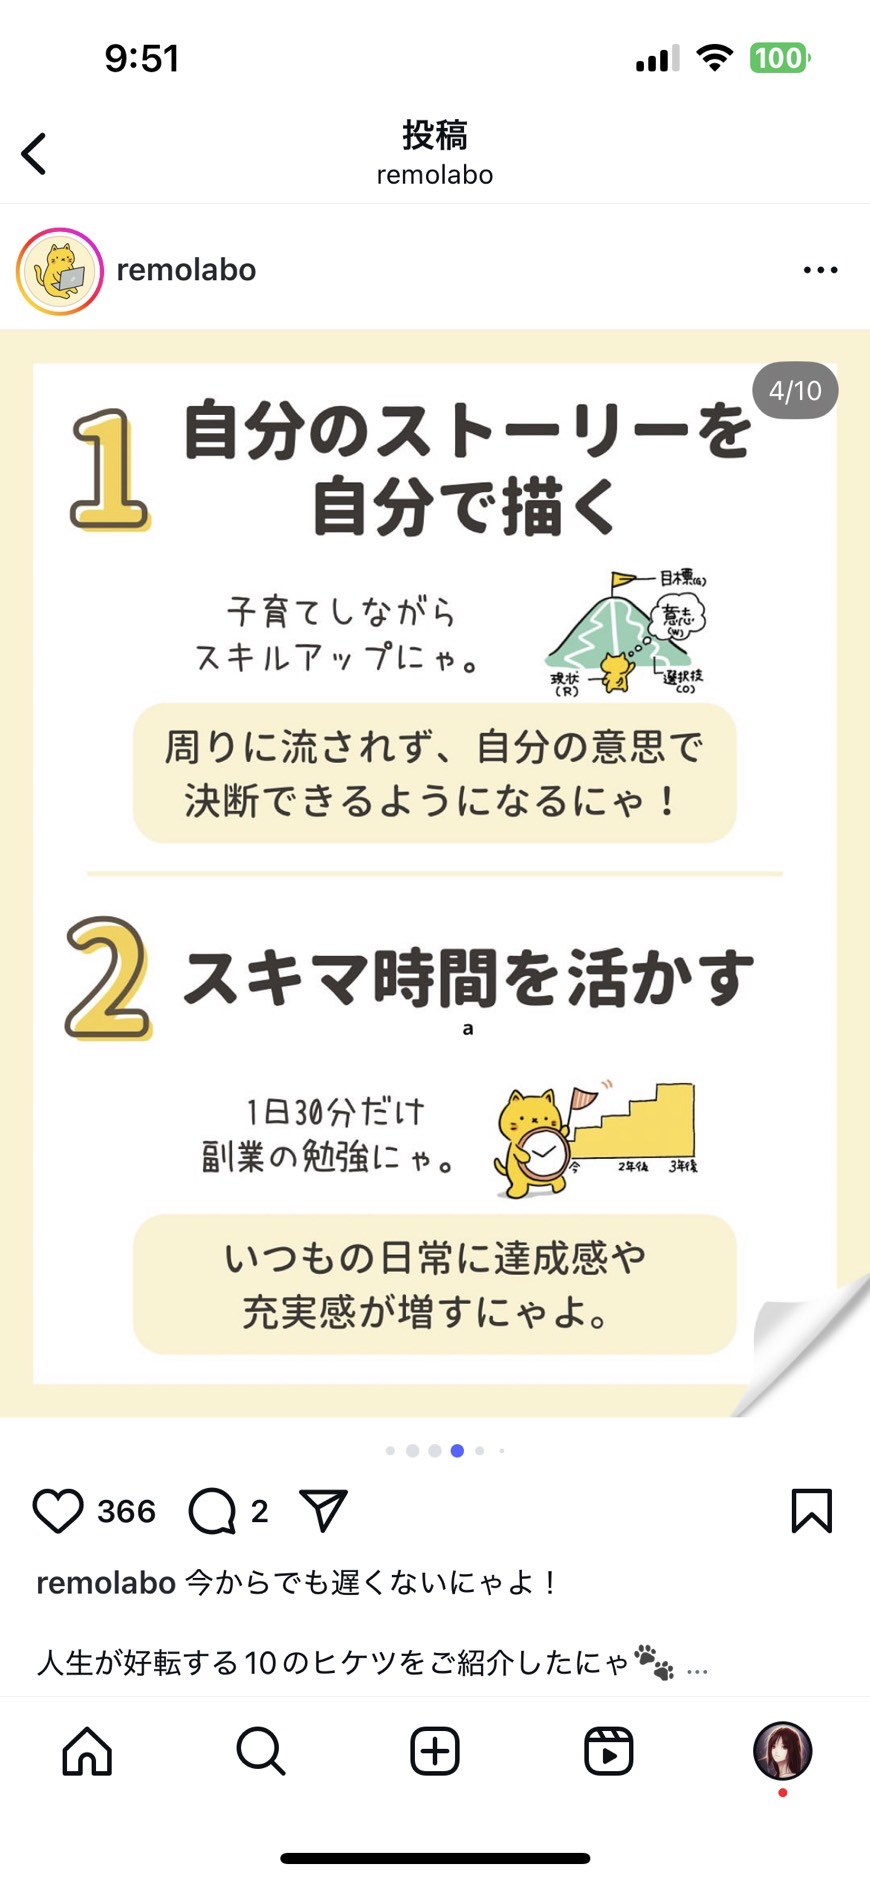 9:51
100
投稿
remolabo
remolabo
4/10
1
自分のストーリーを
自分で描く
子育てしながら
スキルアップにゃ。
目標(G)
意志
(W)
現状
(R)
選択技
(O)
周りに流されず、自分の意思で
決断できるようになるにゃ！
2
スキマ時間を活かす
a
1日30分だけ
副業の勉強にゃ。
今 2年後 3年後
いつもの日常に達成感や
充実感が増すにゃよ。
366 2
remolabo 今からでも遅くないにゃよ！
人生が好転する10のヒケツをご紹介したにゃ🐾 ...